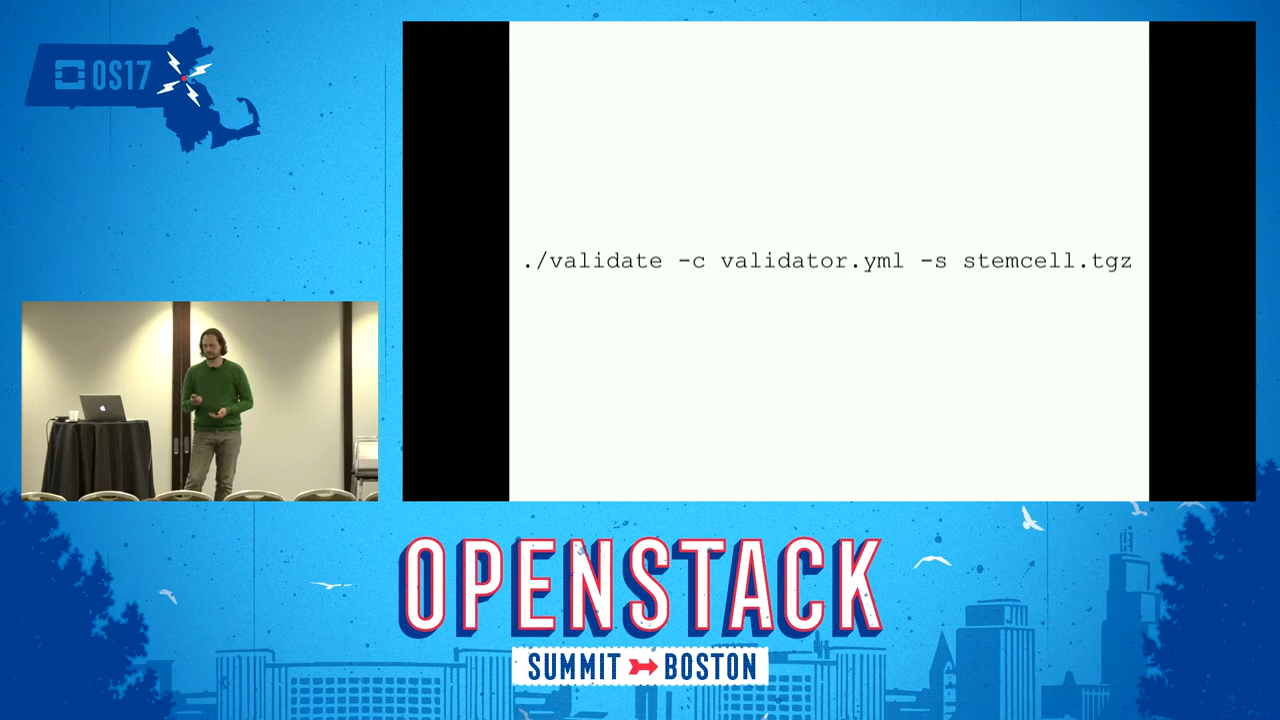 OS17
./validate -c validator.yml -s stemcell.tgz
OPENSTACK
SUMMIT BOSTON